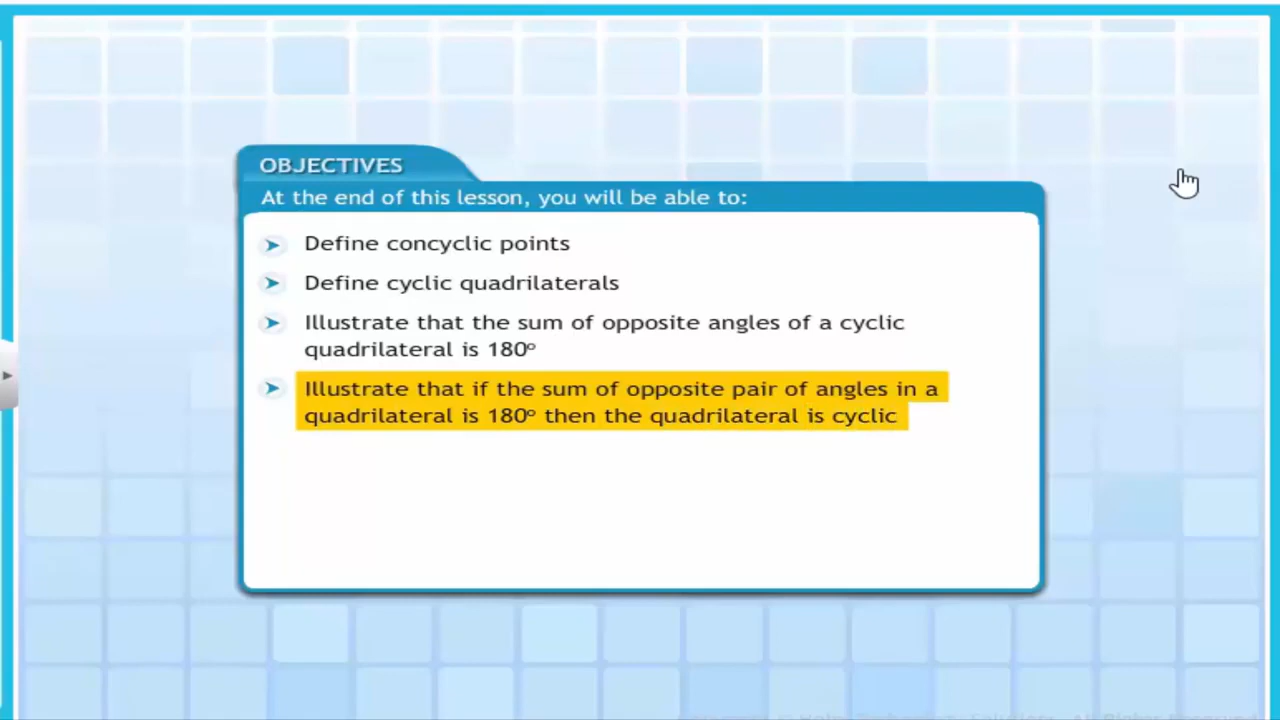 OBJECTIVES
At the end of this lesson, you will be able to:
Define concyclic points
Define cyclic quadrilaterals
Illustrate that the sum of opposite angles of a cyclic
quadrilateral is 180º
Illustrate that if the sum of opposite pair of angles in a
quadrilateral is 180º then the quadrilateral is cyclic